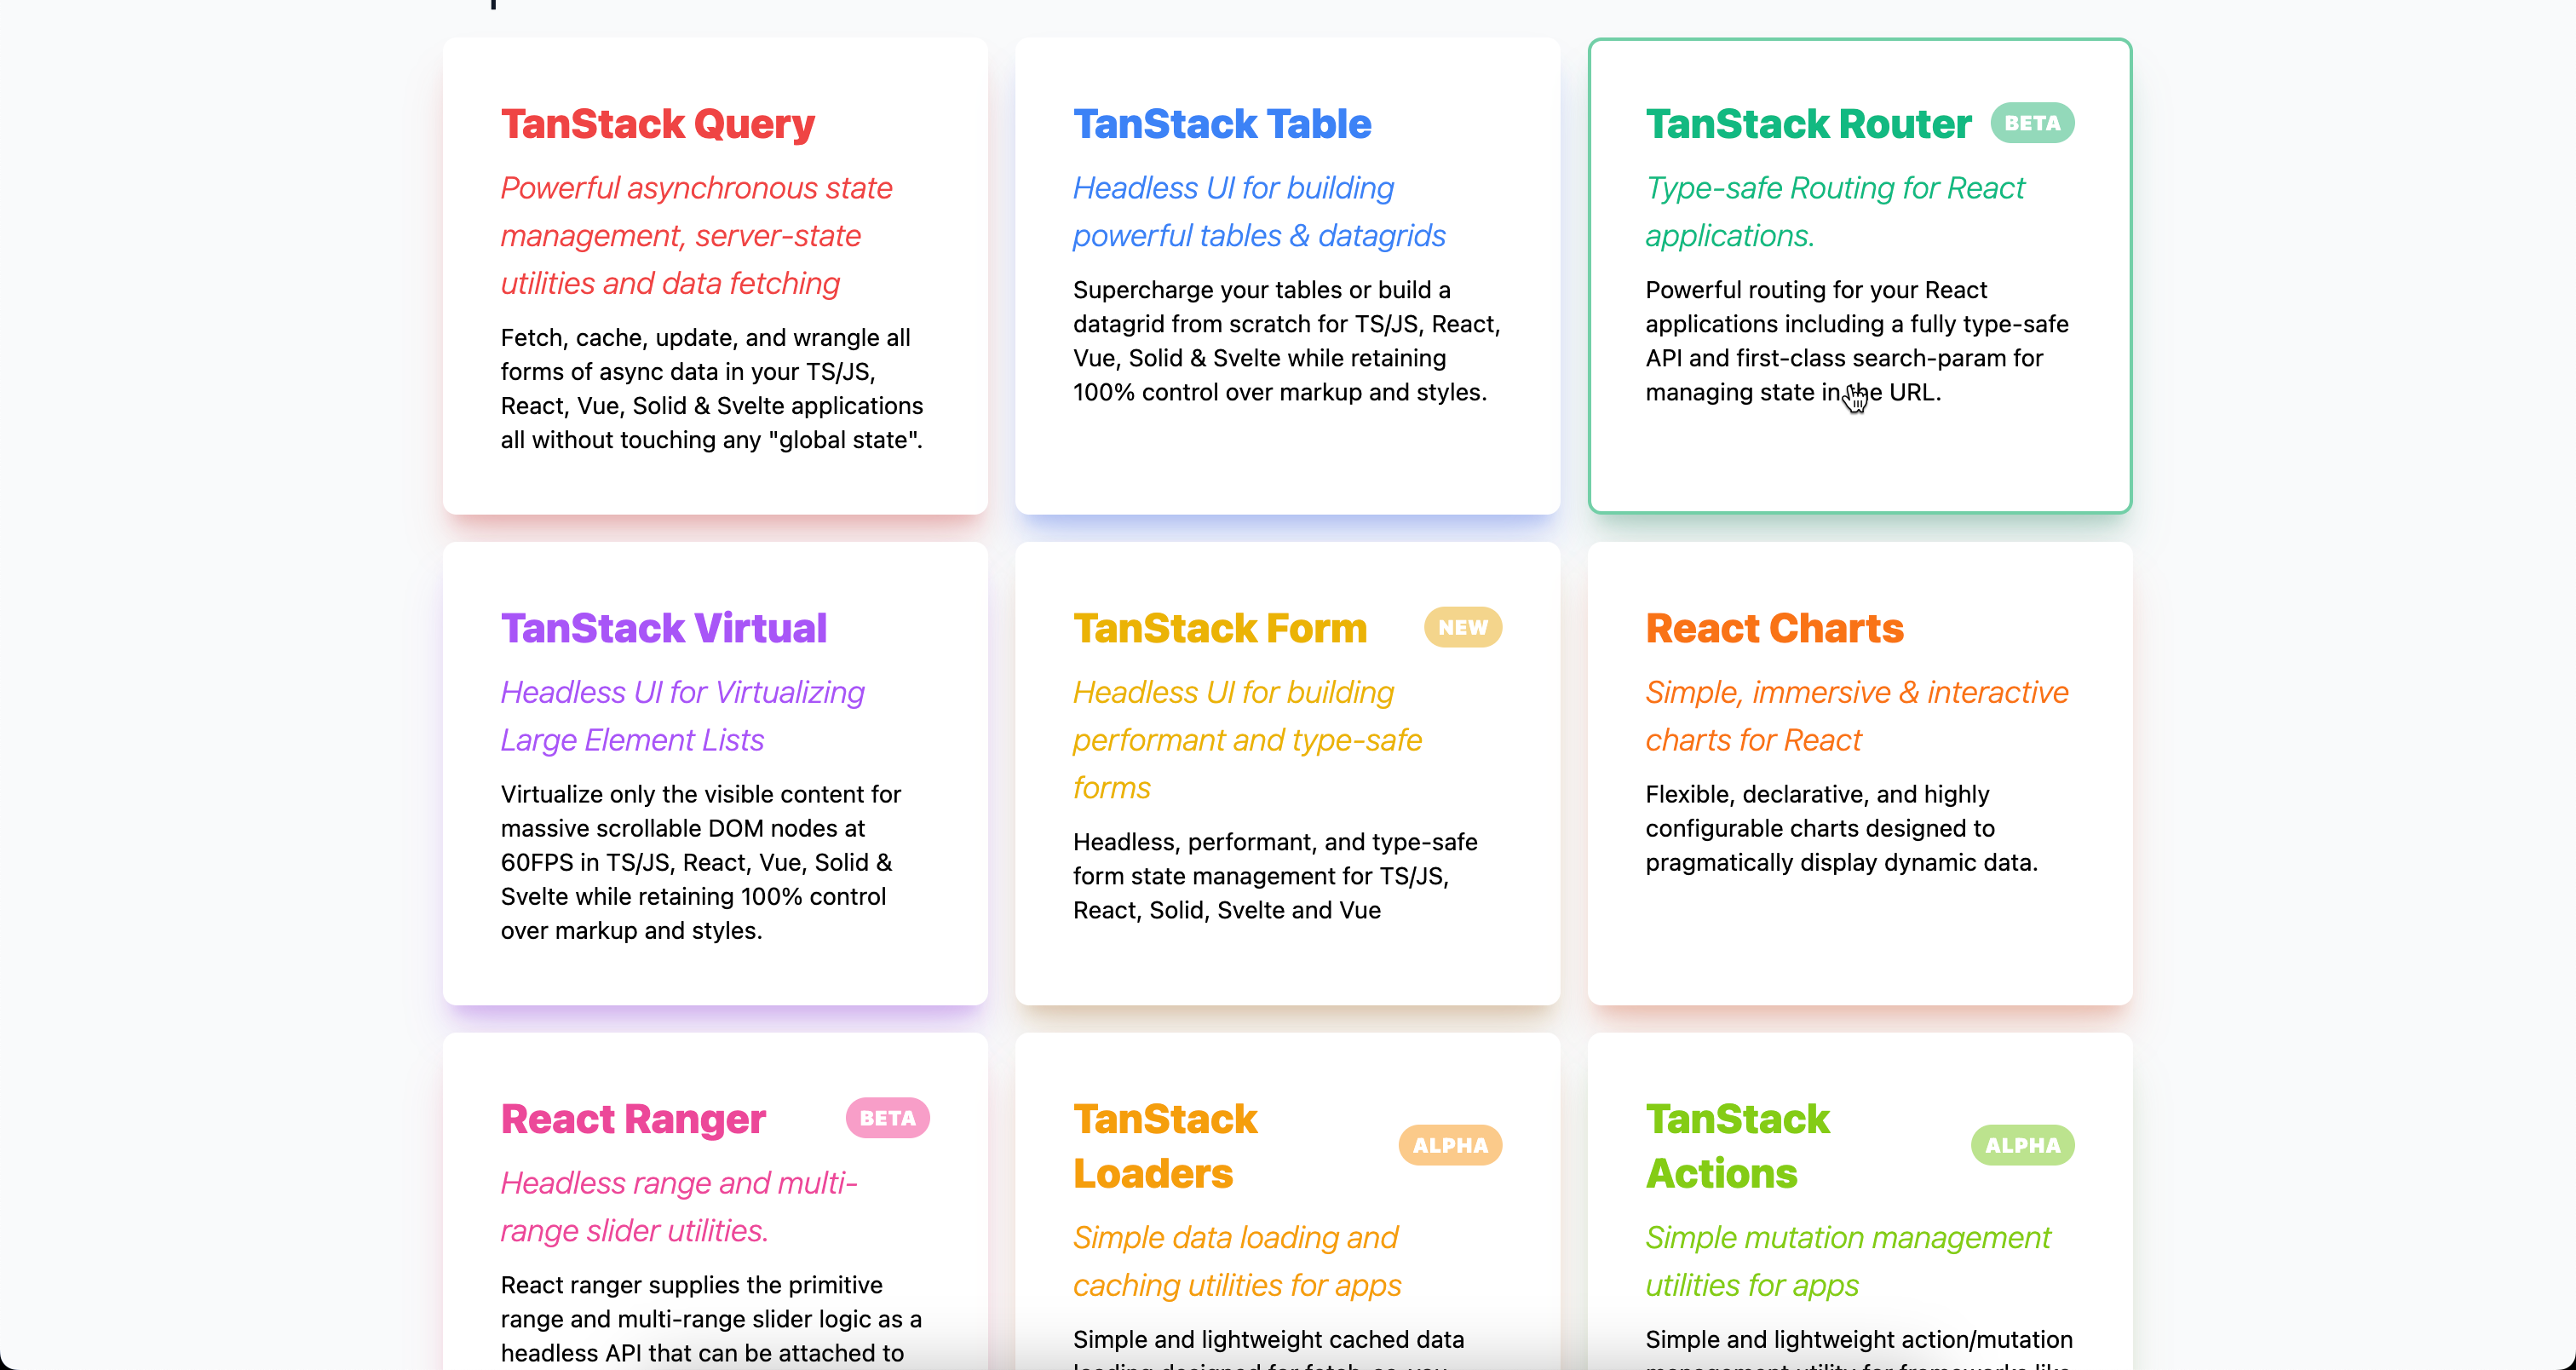 TanStack Query
Powerful asynchronous state
management, server-state
utilities and data fetching
Fetch, cache, update, and wrangle all
forms of async data in your TS/JS,
React, Vue, Solid & Svelte applications
all without touching any "global state".
TanStack Table
Headless UI for building
powerful tables & datagrids
Supercharge your tables or build a
datagrid from scratch for TS/JS, React,
Vue, Solid & Svelte while retaining
100% control over markup and styles.
TanStack Router BETA
Type-safe Routing for React
applications.
Powerful routing for your React
applications including a fully type-safe
API and first-class search-param for
managing state in the URL.
TanStack Virtual
Headless UI for Virtualizing
Large Element Lists
Virtualize only the visible content for
massive scrollable DOM nodes at
60FPS in TS/JS, React, Vue, Solid &
Svelte while retaining 100% control
over markup and styles.
TanStack Form NEW
Headless UI for building
performant and type-safe
forms
Headless, performant, and type-safe
form state management for TS/JS,
React, Solid, Svelte and Vue
React Charts
Simple, immersive & interactive
charts for React
Flexible, declarative, and highly
configurable charts designed to
pragmatically display dynamic data.
React Ranger BETA
Headless range and multi-
range slider utilities.
React ranger supplies the primitive
range and multi-range slider logic as a
headless API that can be attached to
TanStack
Loaders
ALPHA
Simple data loading and
caching utilities for apps
Simple and lightweight cached data
TanStack
Actions
ALPHA
Simple mutation management
utilities for apps
Simple and lightweight action/mutation